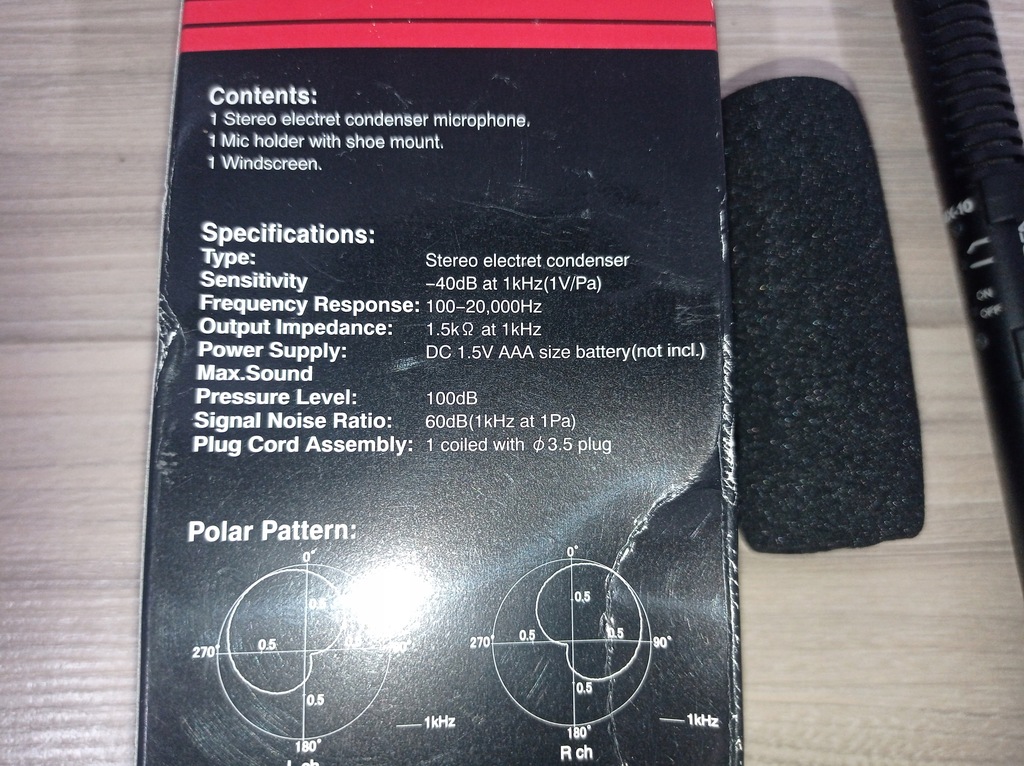 Contents:
1 Stereo electret condenser microphone.
1 Mic holder with shoe mount.
1 Windscreen.
Specifications:
Type: Stereo electret condenser
Sensitivity -40dB at 1kHz(1V/Pa)
Frequency Response: 100-20,000Hz
Output Impedance: 1.5kΩ at 1kHz
Power Supply: DC 1.5V AAA size battery(not incl.)
Max.Sound
Pressure Level: 100dB
Signal Noise Ratio: 60dB(1kHz at 1Pa)
Plug Cord Assembly: 1 coiled with ϕ3.5 plug
Polar Pattern:
0° 0°
0.5 0.5
270° 0.5 270° 0.5 0.5 90°
0.5 0.5
1kHz 1kHz
180° 180°
R ch
ON
OFF